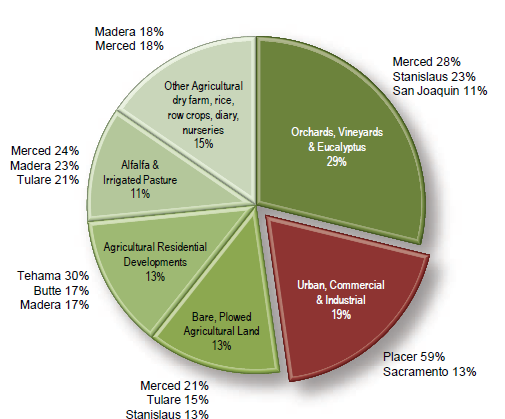 Madera 18%
Merced 18%
Other Agricultural
dry farm, rice,
row crops, diary,
nurseries
15%
Merced 28%
Stanislaus 23%
San Joaquin 11%
Orchards, Vineyards
& Eucalyptus
29%
Merced 24%
Madera 23%
Tulare 21%
Alfalfa &
Irrigated Pasture
11%
Agricultural Residential
Developments
13%
Tehama 30%
Butte 17%
Madera 17%
Urban, Commercial
& Industrial
19%
Bare, Plowed
Agricultural Land
13%
Placer 59%
Sacramento 13%
Merced 21%
Tulare 15%
Stanislaus 13%